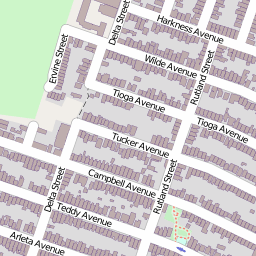 Harkness Avenue
Delta Street
Ervine Street
Wilde Avenue
Rutland Street
Tioga Avenue
Tioga Avenue
Tucker Avenue
Campbell Avenue
Rutland Street
Delta Street
Teddy Avenue
Arleta Avenue